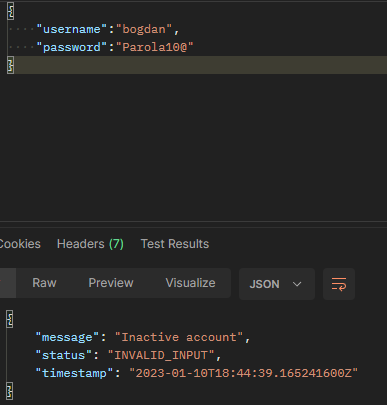 {
"username":"bogdan",
"password":"Parola10@"
}
Cookies Headers (7) Test Results
Raw Preview Visualize JSON
{
"message": "Inactive account",
"status": "INVALID_INPUT",
"timestamp": "2023-01-10T18:44:39.165241600Z"
}